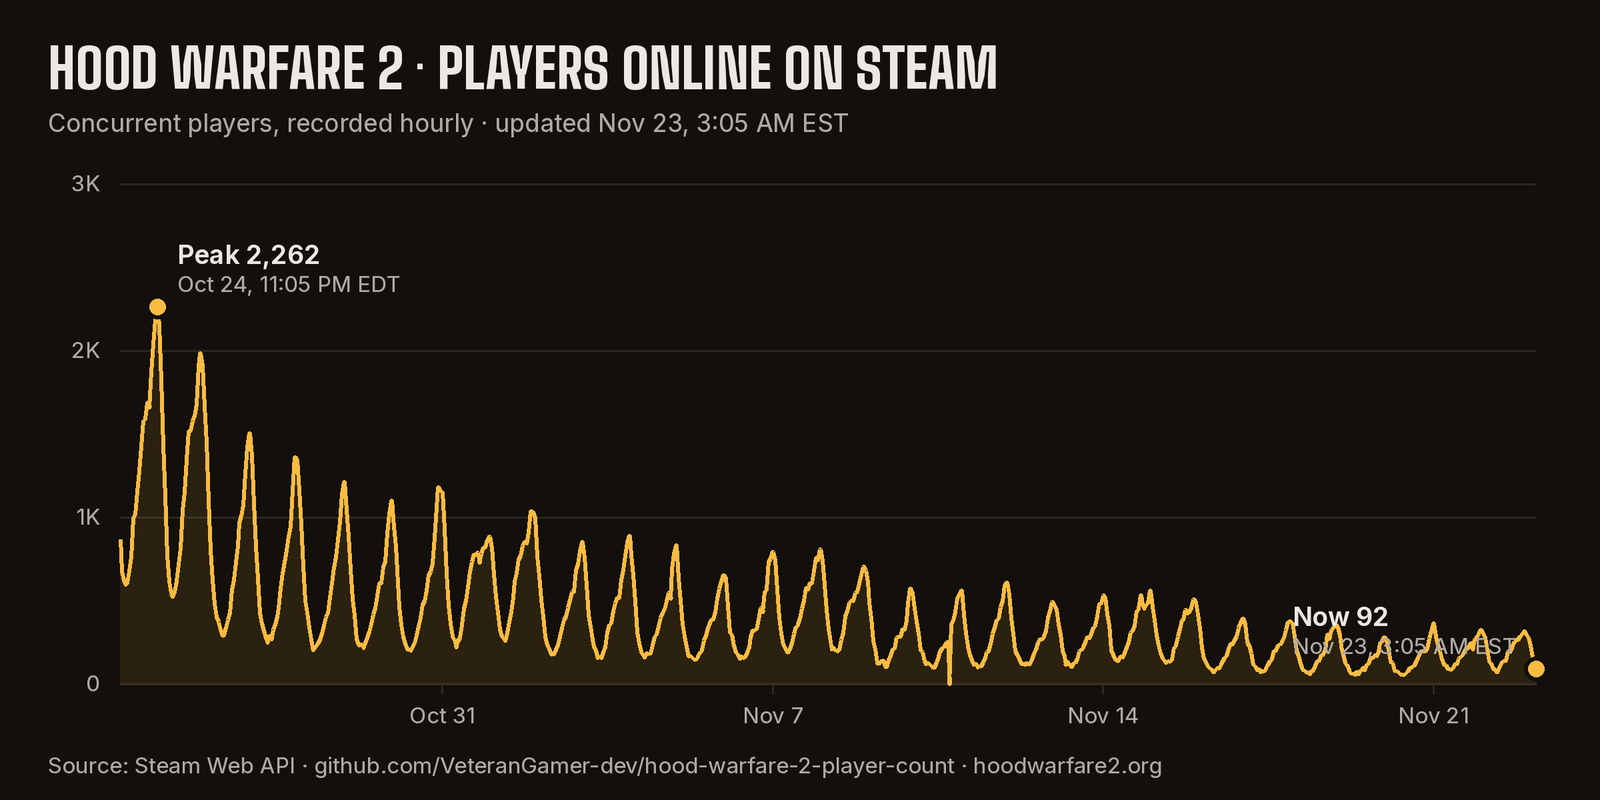 HOOD WARFARE 2 · PLAYERS ONLINE ON STEAM
Concurrent players, recorded hourly · updated Nov 23, 3:05 AM EST
3K
Peak 2,262
Oct 24, 11:05 PM EDT
2K
1K
Now 92
Nov 23, 3:05 AM EST
0
Oct 31
Nov 7
Nov 14
Nov 21
Source: Steam Web API · github.com/VeteranGamer-dev/hood-warfare-2-player-count · hoodwarfare2.org